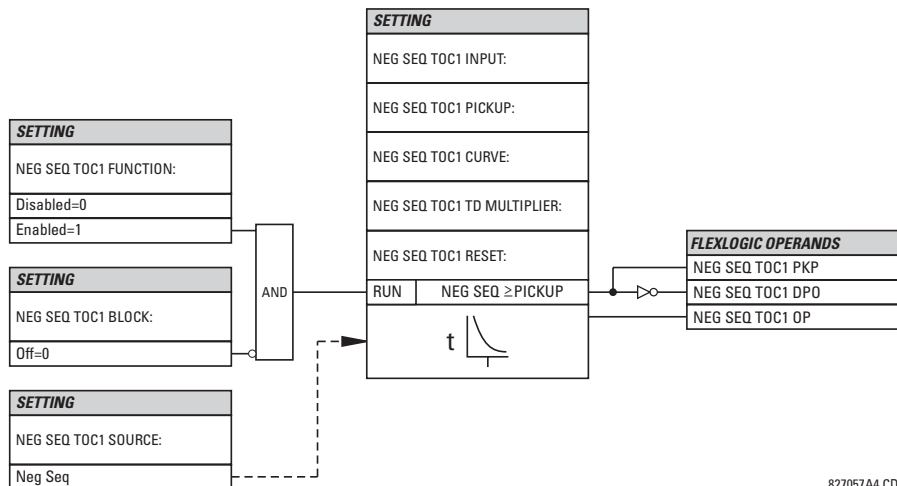 SETTING
NEG SEQ TOC1 FUNCTION:
Disabled=0
Enabled=1
SETTING
NEG SEQ TOC1 BLOCK:
Off=0
SETTING
NEG SEQ TOC1 SOURCE:
Neg Seq
AND
SETTING
NEG SEQ TOC1 INPUT:
NEG SEQ TOC1 PICKUP:
NEG SEQ TOC1 CURVE:
NEG SEQ TOC1 TD MULTIPLIER:
NEG SEQ TOC1 RESET:
RUN NEG SEQ ≥PICKUP
t
FLEXLOGIC OPERANDS
NEG SEQ TOC1 PKP
NEG SEQ TOC1 DPO
NEG SEQ TOC1 OP
827057A4.CD